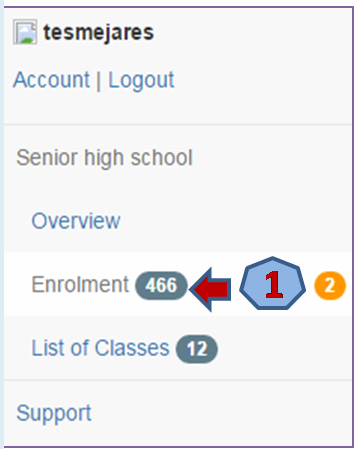 tesmejares
Account | Logout
Senior high school
Overview
Enrolment 466 1 2
List of Classes 12
Support